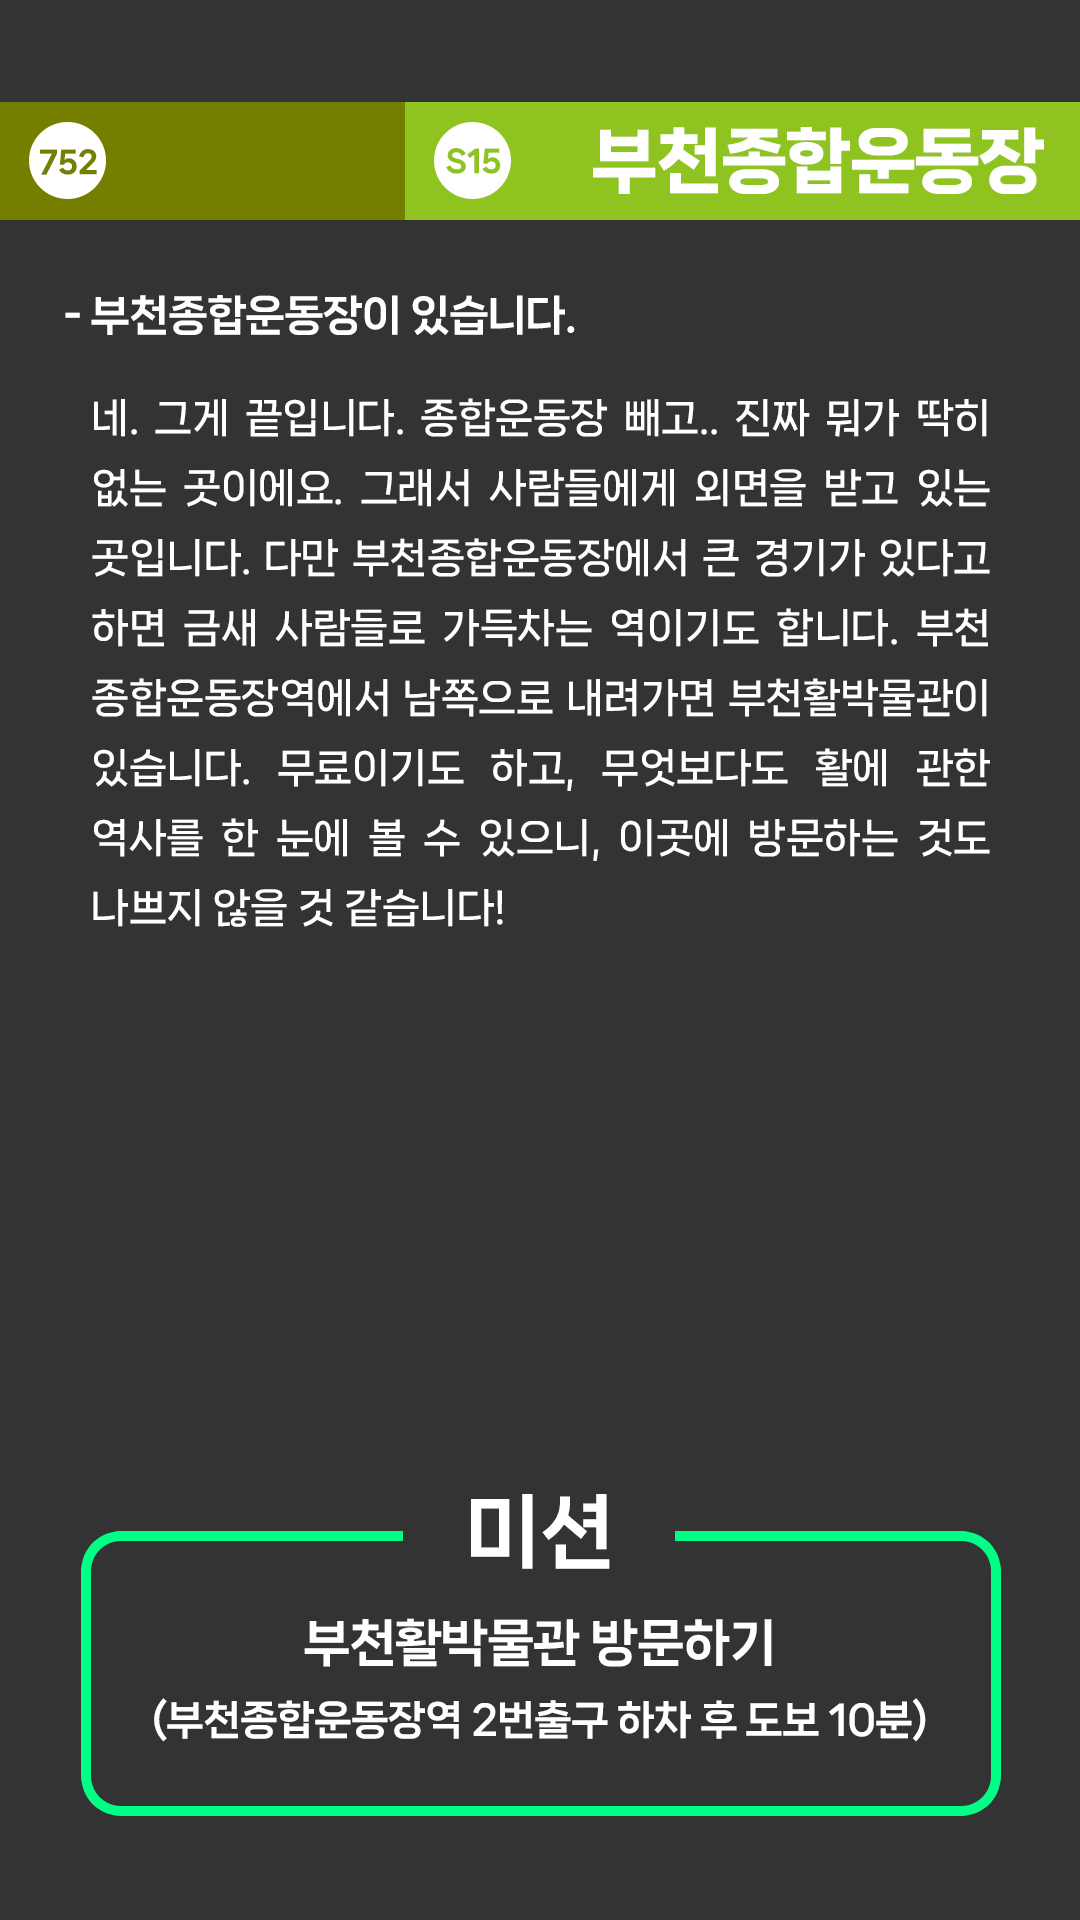 752 S15 부천종합운동장
- 부천종합운동장이 있습니다.
네. 그게 끝입니다. 종합운동장 빼고.. 진짜 뭐가 딱히
없는 곳이에요. 그래서 사람들에게 외면을 받고 있는
곳입니다. 다만 부천종합운동장에서 큰 경기가 있다고
하면 금새 사람들로 가득차는 역이기도 합니다. 부천
종합운동장역에서 남쪽으로 내려가면 부천활박물관이
있습니다. 무료이기도 하고, 무엇보다도 활에 관한
역사를 한 눈에 볼 수 있으니, 이곳에 방문하는 것도
나쁘지 않을 것 같습니다!
미션
부천활박물관 방문하기
(부천종합운동장역 2번출구 하차 후 도보 10분)